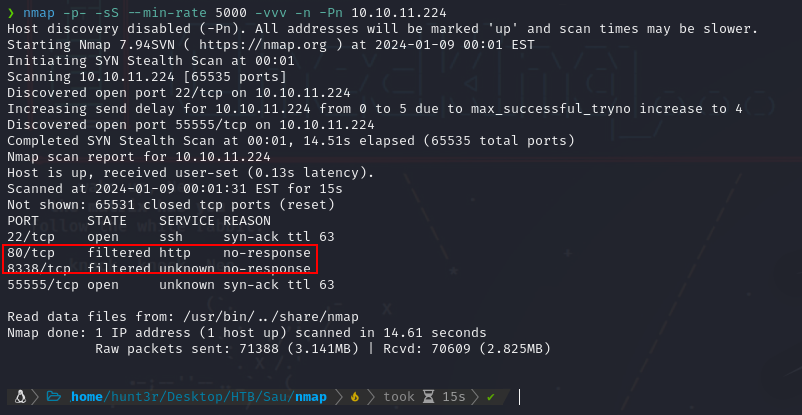 ❯ nmap -p- -sS --min-rate 5000 -vvv -n -Pn 10.10.11.224
Host discovery disabled (-Pn). All addresses will be marked 'up' and scan times may be slower.
Starting Nmap 7.94SVN ( https://nmap.org ) at 2024-01-09 00:01 EST
Initiating SYN Stealth Scan at 00:01
Scanning 10.10.11.224 [65535 ports]
Discovered open port 22/tcp on 10.10.11.224
Increasing send delay for 10.10.11.224 from 0 to 5 due to max_successful_tryno increase to 4
Discovered open port 55555/tcp on 10.10.11.224
Completed SYN Stealth Scan at 00:01, 14.51s elapsed (65535 total ports)
Nmap scan report for 10.10.11.224
Host is up, received user-set (0.13s latency).
Scanned at 2024-01-09 00:01:31 EST for 15s
Not shown: 65531 closed tcp ports (reset)
PORT STATE SERVICE REASON
22/tcp open ssh syn-ack ttl 63
80/tcp filtered http no-response
8338/tcp filtered unknown no-response
55555/tcp open unknown syn-ack ttl 63
Read data files from: /usr/bin/../share/nmap
Nmap done: 1 IP address (1 host up) scanned in 14.61 seconds
Raw packets sent: 71388 (3.141MB) | Rcvd: 70609 (2.825MB)
home/hunt3r/Desktop/HTB/Sau/nmap took 15s ✔